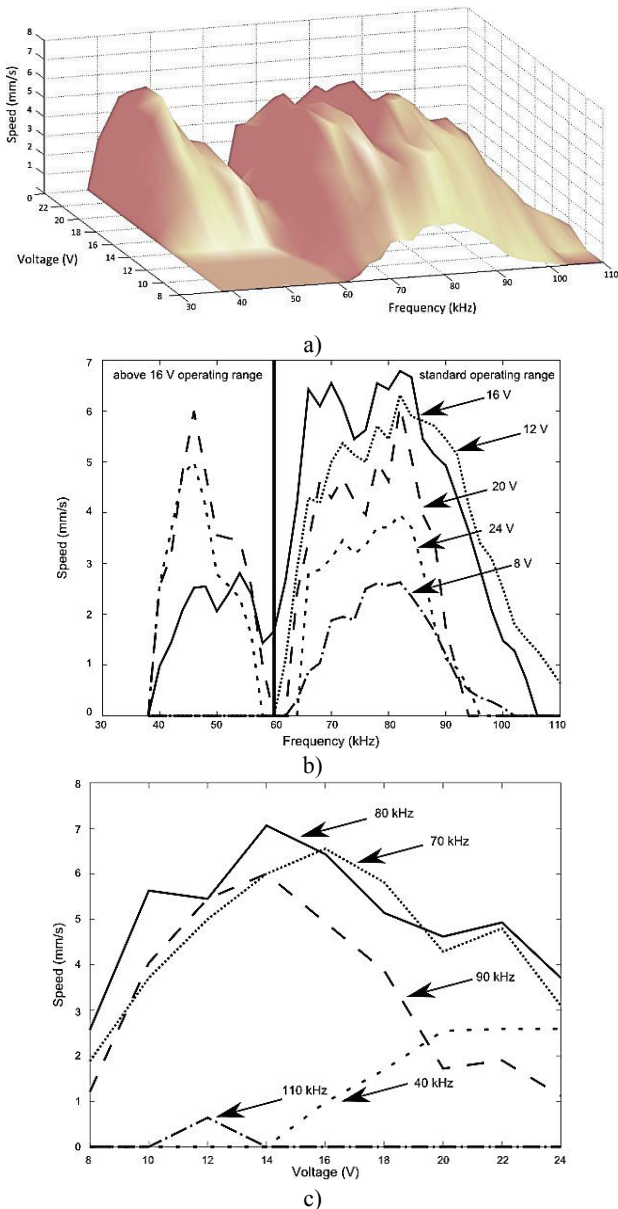 8
7
6
5
4
3
2
1
0
Speed (mm/s)
22
20
18
16
14
12
10
8
Voltage (V)
30
40
50
60
70
80
90
100
110
Frequency (kHz)
a)
7
6
5
4
3
2
1
0
Speed (mm/s)
above 16 V operating range
standard operating range
16 V
12 V
20 V
24 V
8 V
30 40 50 60 70 80 90 100 110
Frequency (kHz)
b)
8
7
6
5
4
3
2
1
0
Speed (mm/s)
80 kHz
70 kHz
90 kHz
110 kHz
40 kHz
8 10 12 14 16 18 20 22 24
Voltage (V)
c)